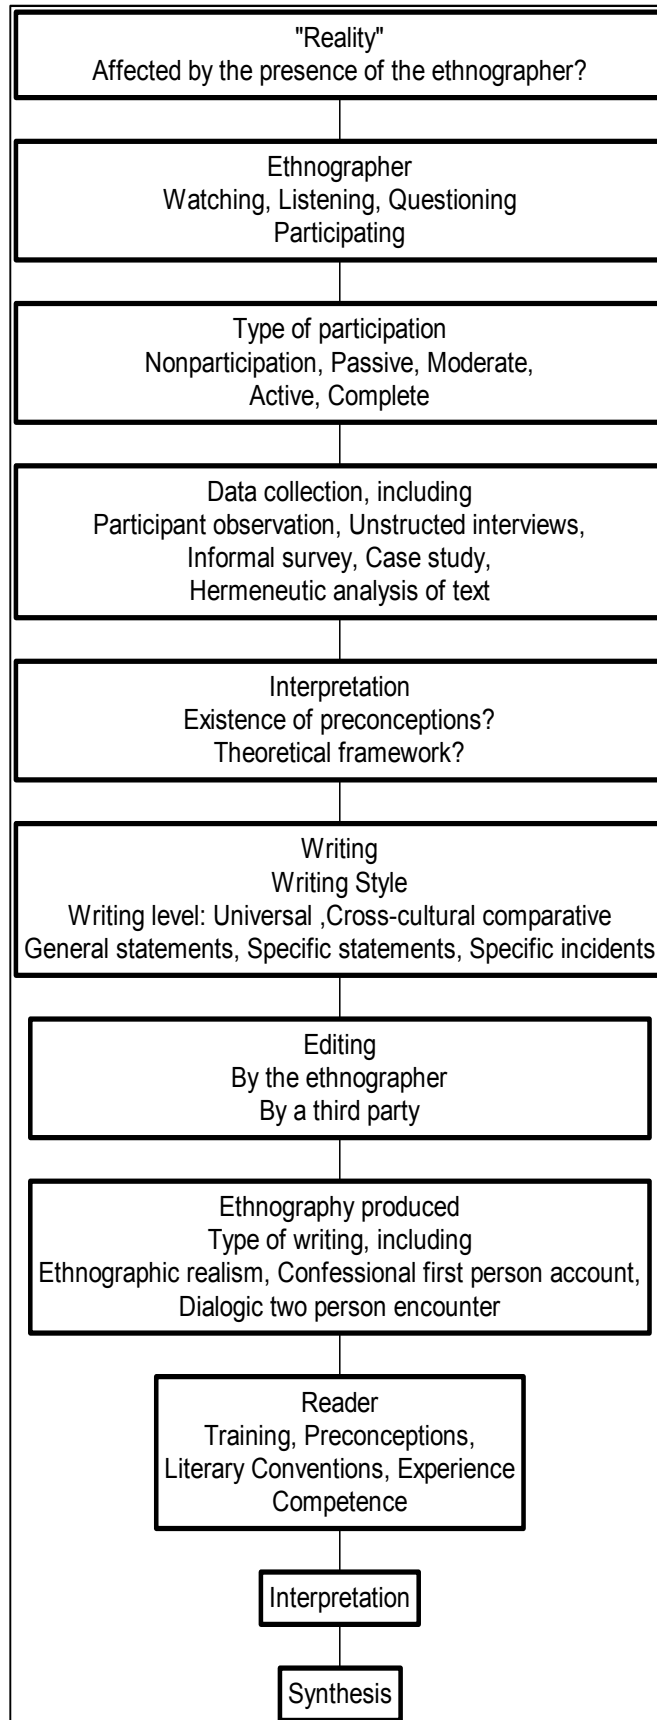 "Reality"
Affected by the presence of the ethnographer?
Ethnographer
Watching, Listening, Questioning
Participating
Type of participation
Nonparticipation, Passive, Moderate,
Active, Complete
Data collection, including
Participant observation, Unstructed interviews,
Informal survey, Case study,
Hermeneutic analysis of text
Interpretation
Existence of preconceptions?
Theoretical framework?
Writing
Writing Style
Writing level: Universal ,Cross-cultural comparative
General statements, Specific statements, Specific incidents
Editing
By the ethnographer
By a third party
Ethnography produced
Type of writing, including
Ethnographic realism, Confessional first person account,
Dialogic two person encounter
Reader
Training, Preconceptions,
Literary Conventions, Experience
Competence
Interpretation
Synthesis